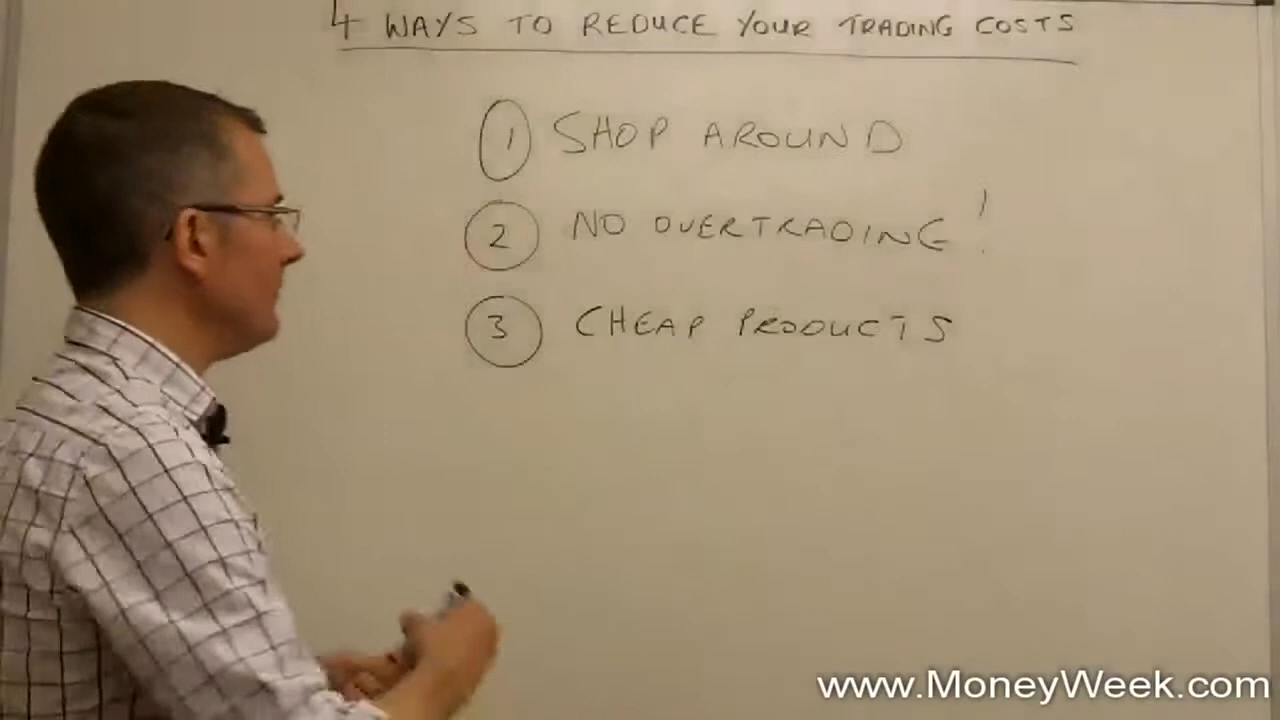 4 WAYS TO REDUCE YOUR TRADING COSTS
1 SHOP AROUND
2 NO OVERTRADING!
3 CHEAP PRODUCTS
www.MoneyWeek.com